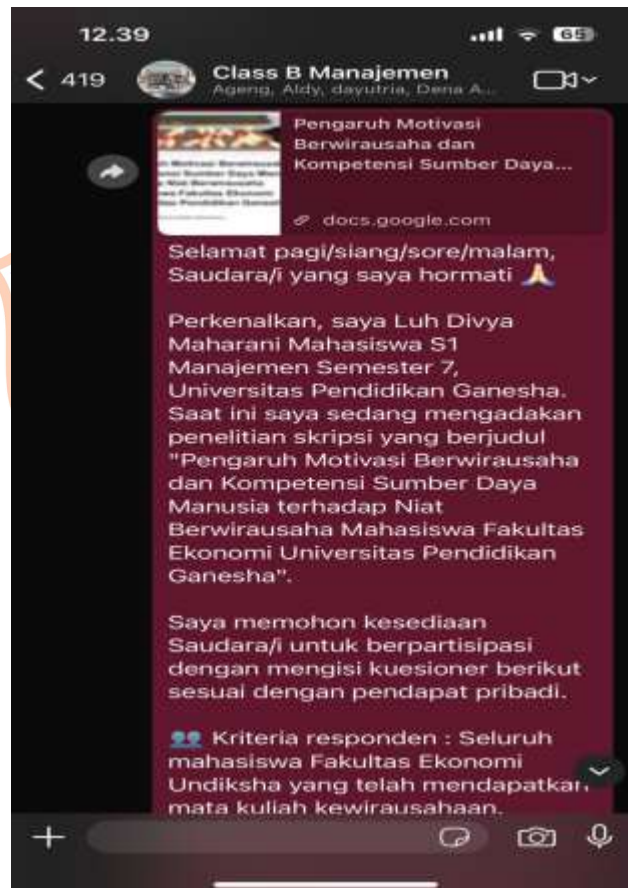 12.39
65
419
Class B Manajemen
Ageng, Aldy, dayutria, Dena A...
Pengaruh Motivasi
Berwirausaha dan
Kompetensi Sumber Daya...
docs.google.com
Selamat pagi/siang/sore/malam,
Saudara/i yang saya hormati 🙏
Perkenalkan, saya Luh Divya
Maharani Mahasiswa S1
Manajemen Semester 7,
Universitas Pendidikan Ganesha.
Saat ini saya sedang mengadakan
penelitian skripsi yang berjudul
"Pengaruh Motivasi Berwirausaha
dan Kompetensi Sumber Daya
Manusia terhadap Niat
Berwirausaha Mahasiswa Fakultas
Ekonomi Universitas Pendidikan
Ganesha".
Saya memohon kesediaan
Saudara/i untuk berpartisipasi
dengan mengisi kuesioner berikut
sesuai dengan pendapat pribadi.
👥 Kriteria responden : Seluruh
mahasiswa Fakultas Ekonomi
Undiksha yang telah mendapatkan
mata kuliah kewirausahaan.